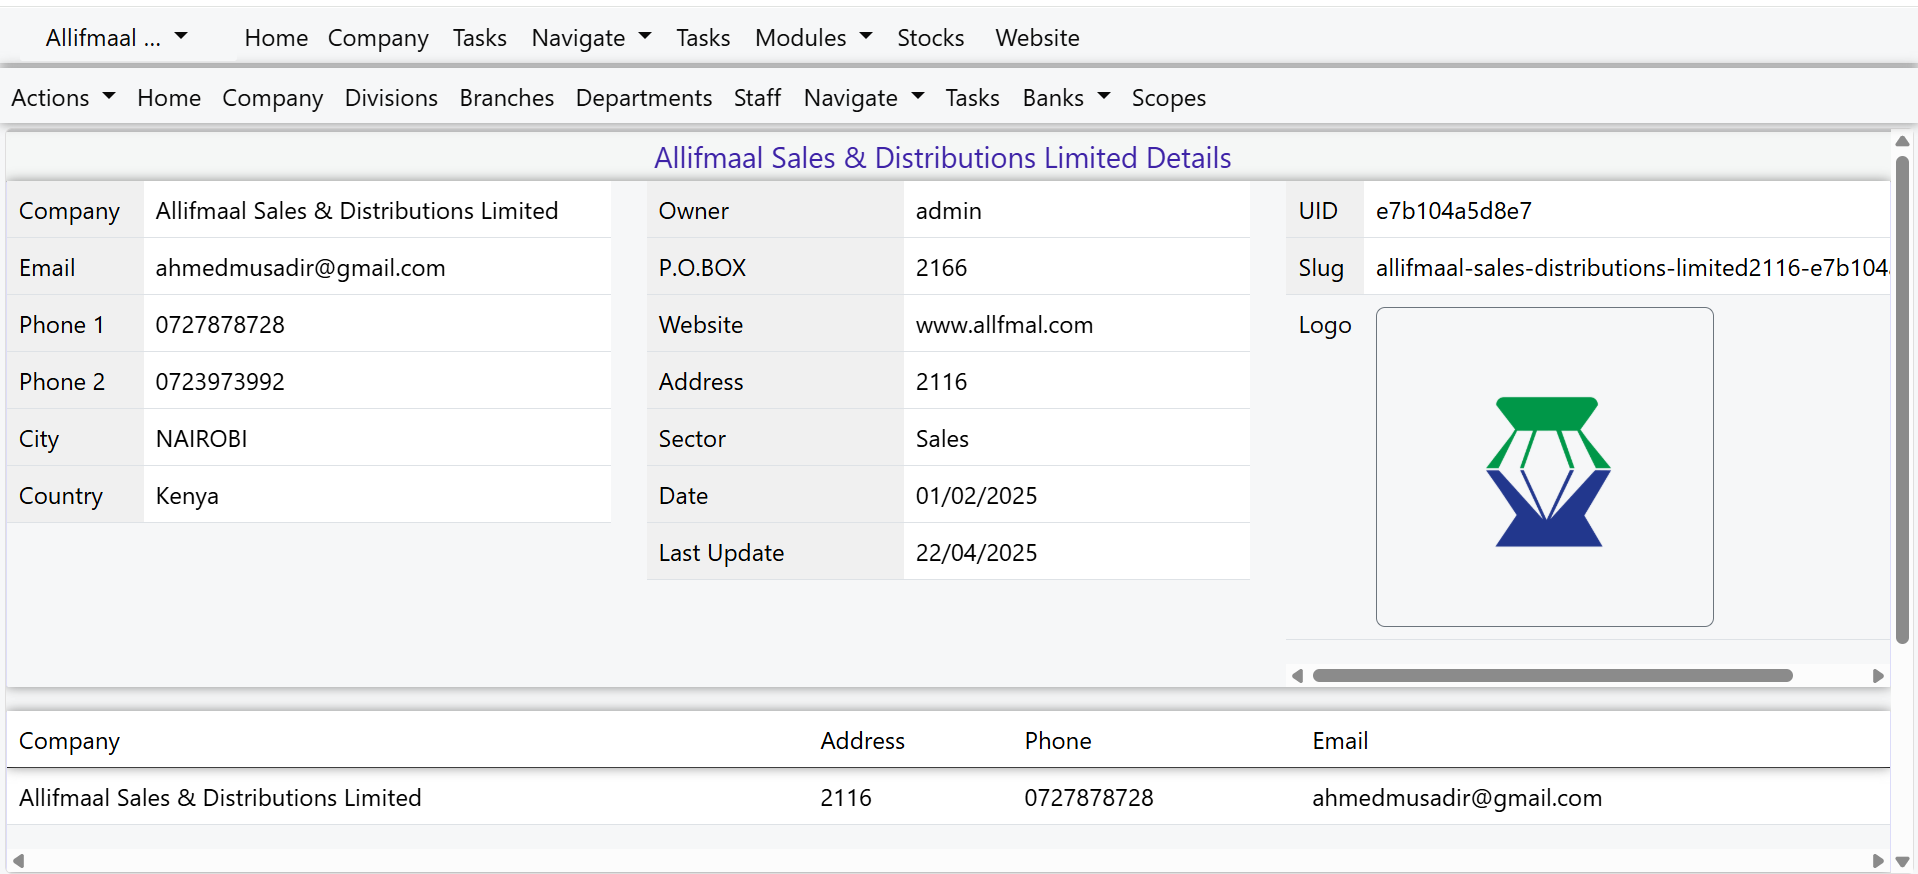 Allifmaal ... Home Company Tasks Navigate Tasks Modules Stocks Website
Actions Home Company Divisions Branches Departments Staff Navigate Tasks Banks Scopes
Allifmaal Sales & Distributions Limited Details
Company Allifmaal Sales & Distributions Limited
Email ahmedmusadir@gmail.com
Phone 1 0727878728
Phone 2 0723973992
City NAIROBI
Country Kenya
Owner admin
P.O.BOX 2166
Website www.allfmal.com
Address 2116
Sector Sales
Date 01/02/2025
Last Update 22/04/2025
UID e7b104a5d8e7
Slug allifmaal-sales-distributions-limited2116-e7b104
Logo
Company Address Phone Email
Allifmaal Sales & Distributions Limited 2116 0727878728 ahmedmusadir@gmail.com